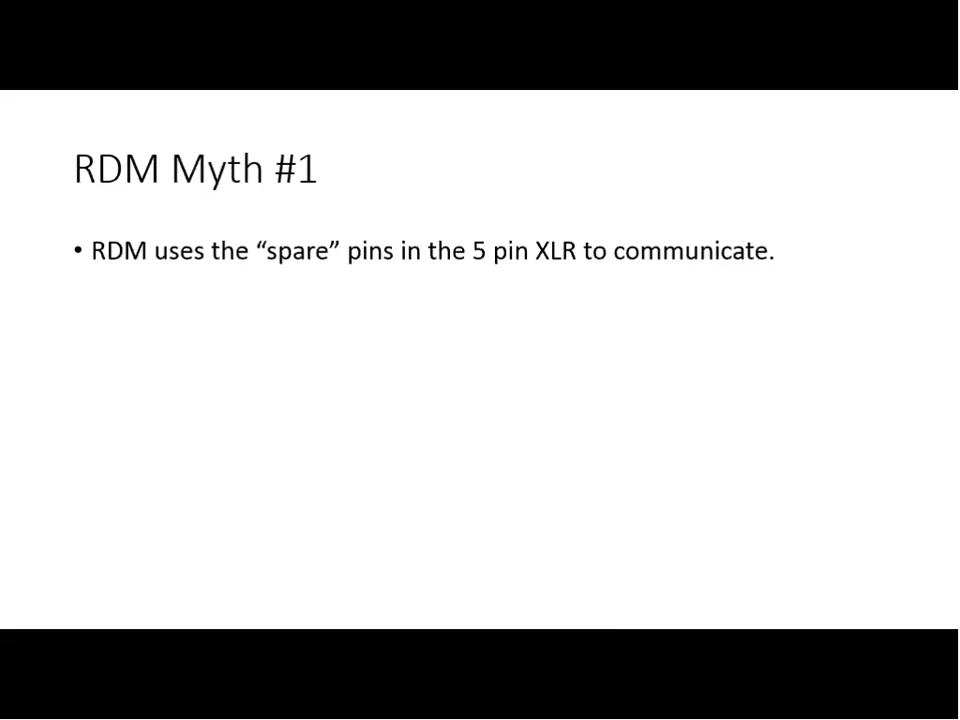 RDM Myth #1
• RDM uses the “spare” pins in the 5 pin XLR to communicate.